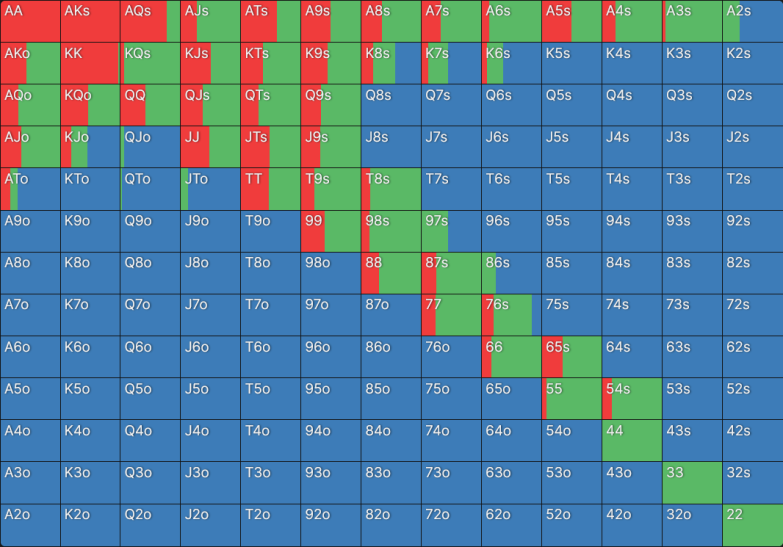 AA AKs AQs AJs ATs A9s A8s A7s A6s A5s A4s A3s A2s
AKo KK KQs KJs KTs K9s K8s K7s K6s K5s K4s K3s K2s
AQo KQo QQ QJs QTs Q9s Q8s Q7s Q6s Q5s Q4s Q3s Q2s
AJo KJo QJo JJ JTs J9s J8s J7s J6s J5s J4s J3s J2s
ATo KTo QTo JTo TT T9s T8s T7s T6s T5s T4s T3s T2s
A9o K9o Q9o J9o T9o 99 98s 97s 96s 95s 94s 93s 92s
A8o K8o Q8o J8o T8o 98o 88 87s 86s 85s 84s 83s 82s
A7o K7o Q7o J7o T7o 97o 87o 77 76s 75s 74s 73s 72s
A6o K6o Q6o J6o T6o 96o 86o 76o 66 65s 64s 63s 62s
A5o K5o Q5o J5o T5o 95o 85o 75o 65o 55 54s 53s 52s
A4o K4o Q4o J4o T4o 94o 84o 74o 64o 54o 44 43s 42s
A3o K3o Q3o J3o T3o 93o 83o 73o 63o 53o 43o 33 32s
A2o K2o Q2o J2o T2o 92o 82o 72o 62o 52o 42o 32o 22